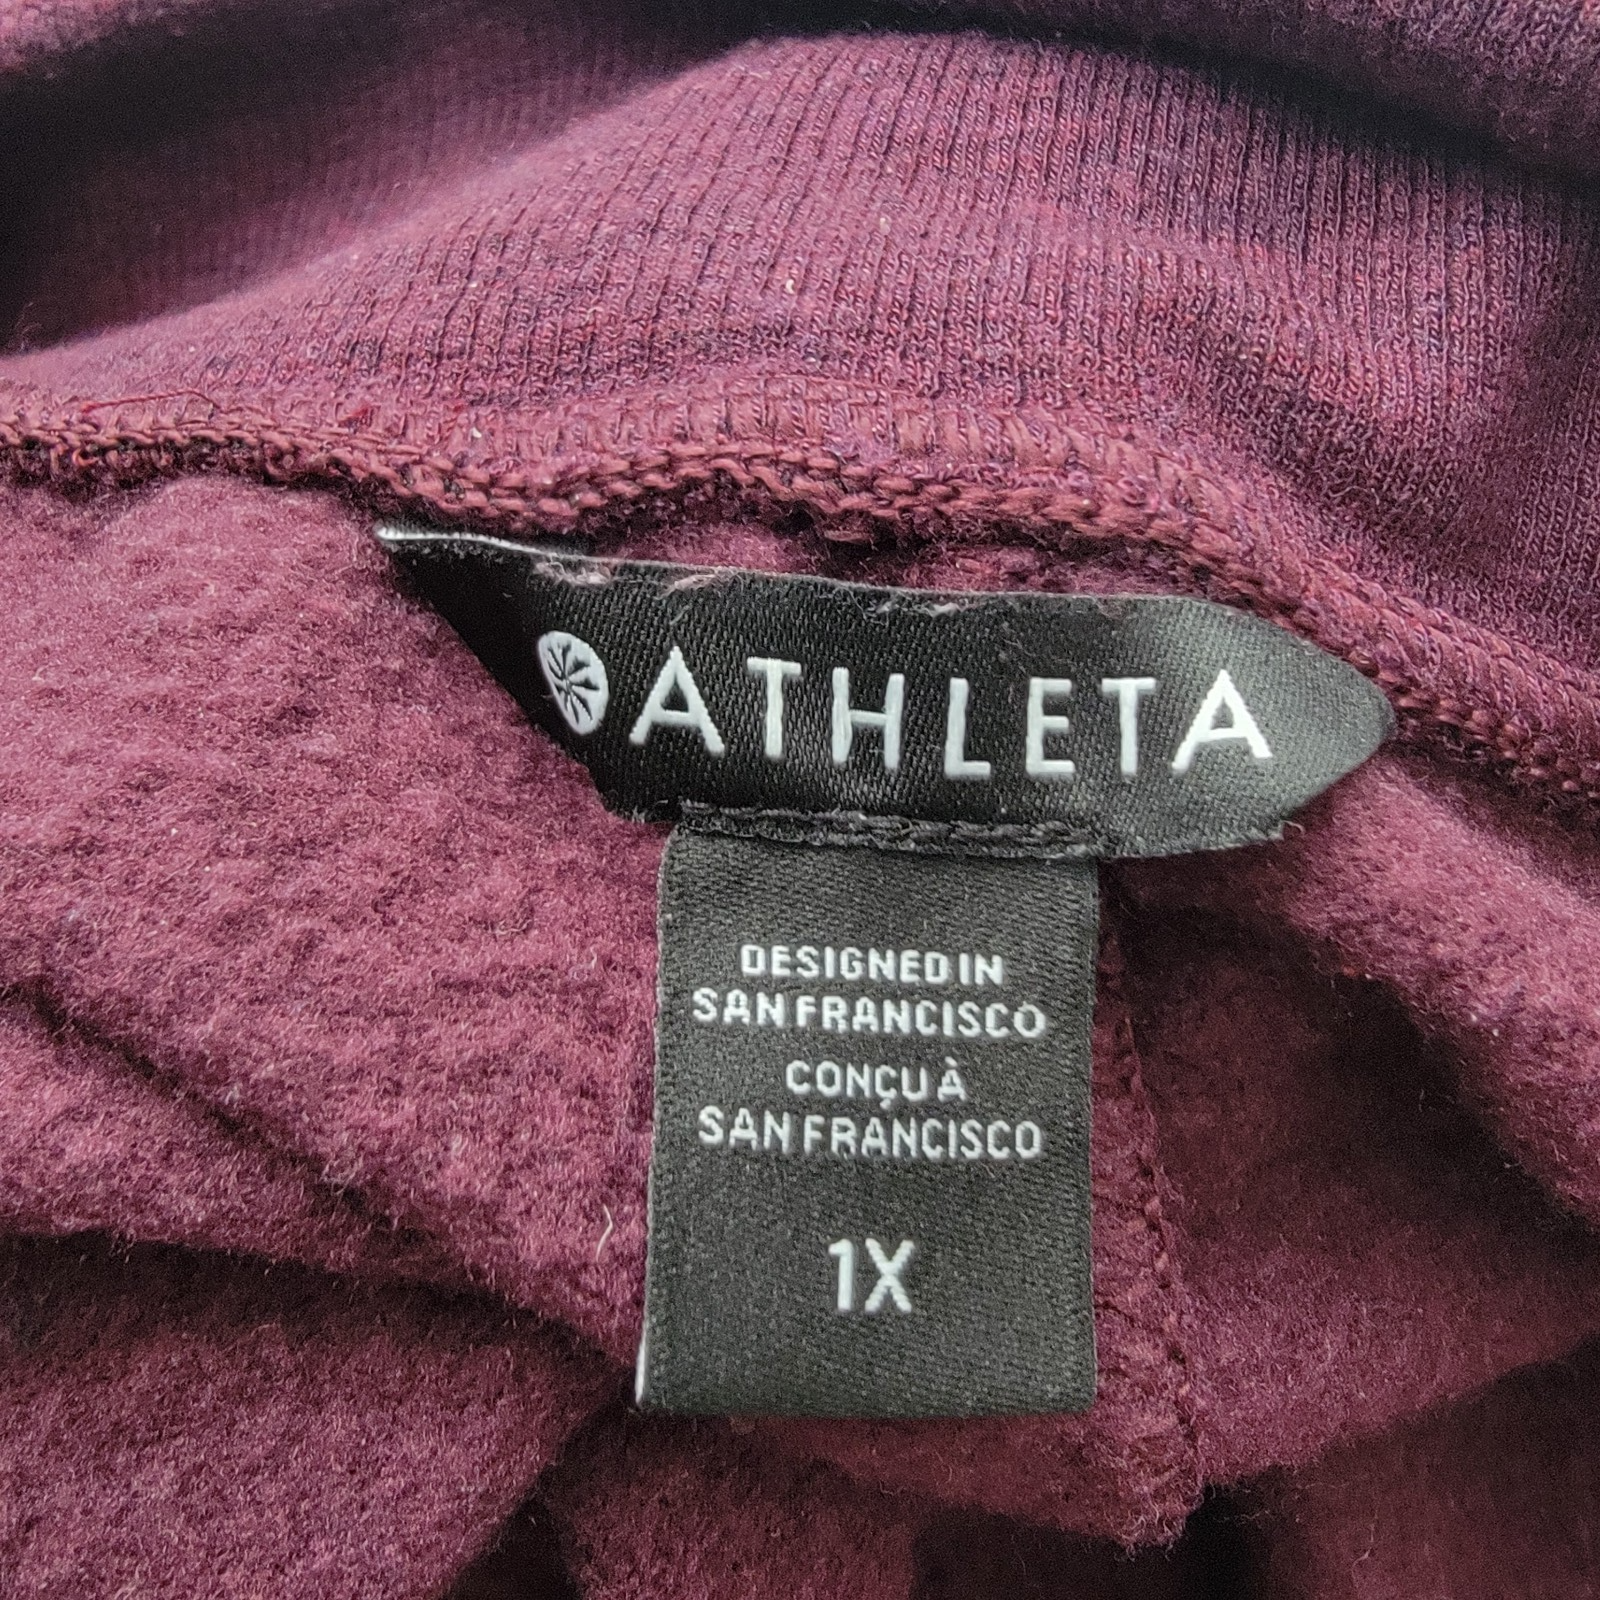 ATHLETA
DESIGNED IN
SAN FRANCISCO
CONÇU À
SAN FRANCISCO
1X